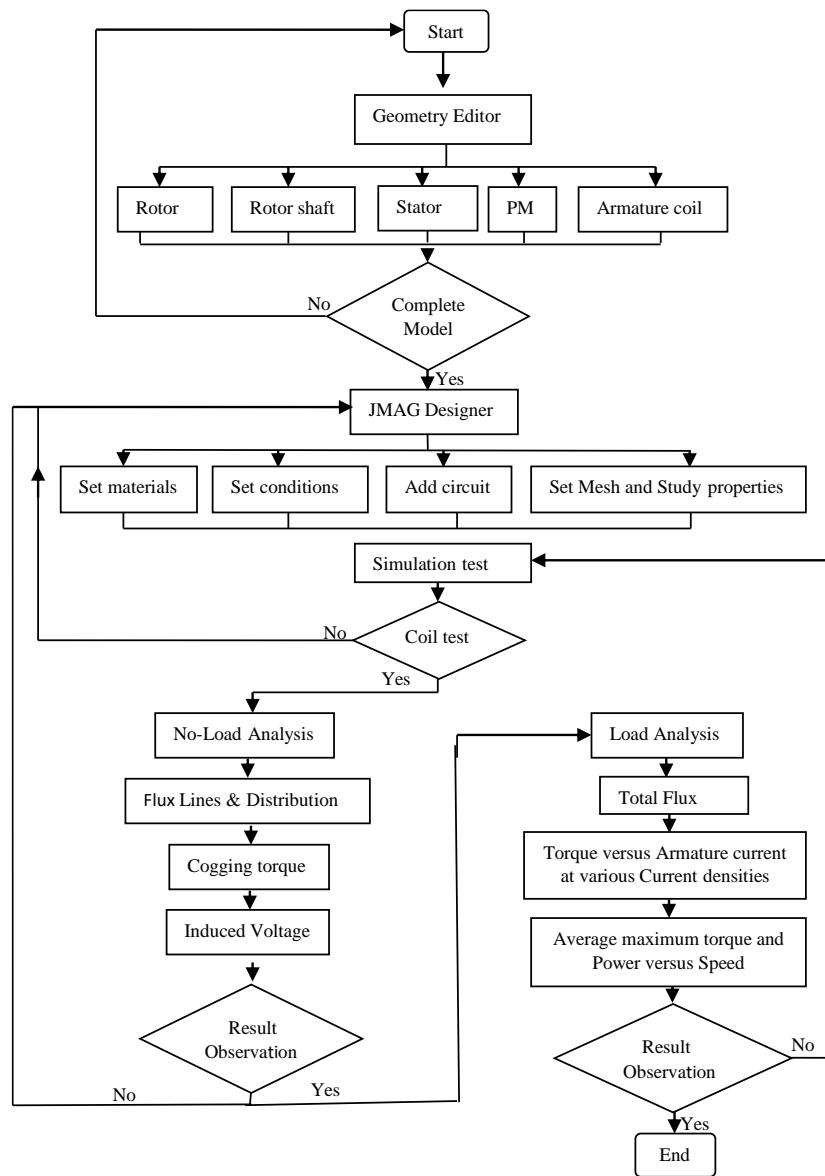 Start
Geometry Editor
Rotor
Rotor shaft
Stator
PM
Armature coil
No
Complete
Model
Yes
JMAG Designer
Set materials
Set conditions
Add circuit
Set Mesh and Study properties
Simulation test
No
Coil test
Yes
No-Load Analysis
Flux Lines & Distribution
Cogging torque
Induced Voltage
Result
Observation
No
Yes
Load Analysis
Total Flux
Torque versus Armature current
at various Current densities
Average maximum torque and
Power versus Speed
Result
Observation
No
Yes
End